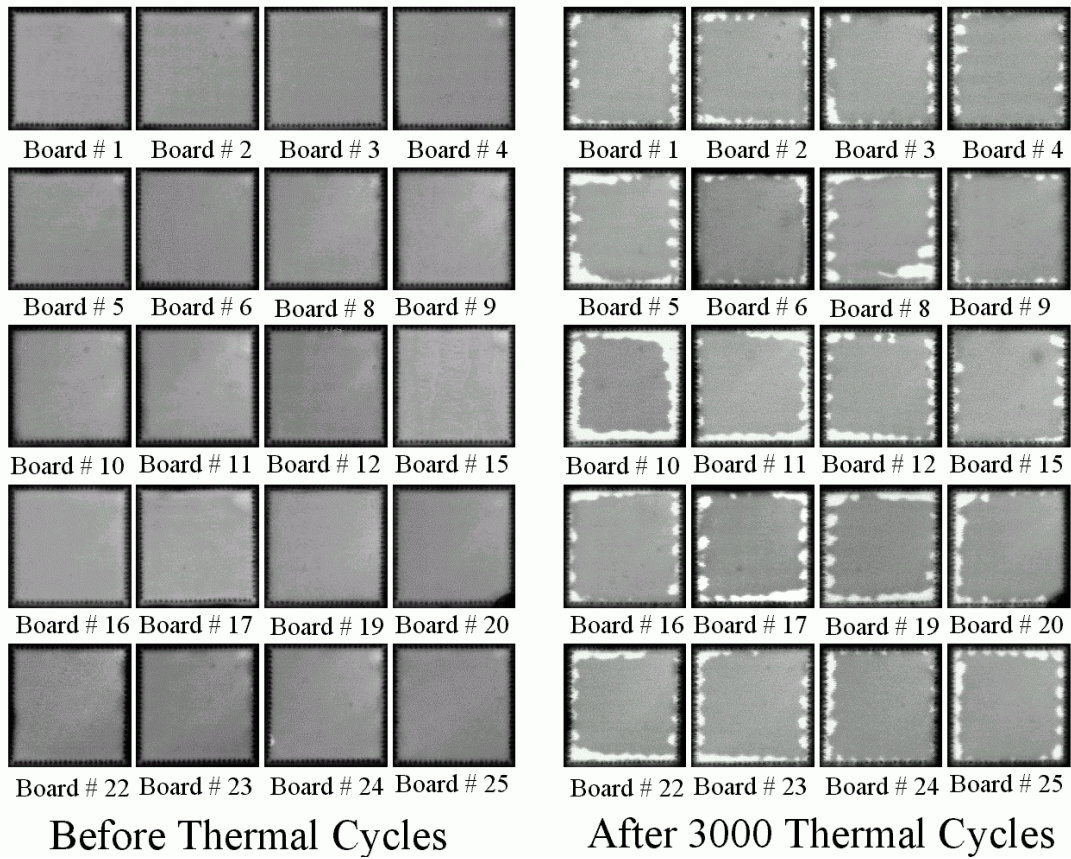 Board # 1 Board # 2 Board # 3 Board # 4 Board # 1 Board # 2 Board # 3 Board # 4
Board # 5 Board # 6 Board # 8 Board # 9 Board # 5 Board # 6 Board # 8 Board # 9
Board # 10 Board # 11 Board # 12 Board # 15 Board # 10 Board # 11 Board # 12 Board # 15
Board # 16 Board # 17 Board # 19 Board # 20 Board # 16 Board # 17 Board # 19 Board # 20
Board # 22 Board # 23 Board # 24 Board # 25 Board # 22 Board # 23 Board # 24 Board # 25
Before Thermal Cycles After 3000 Thermal Cycles